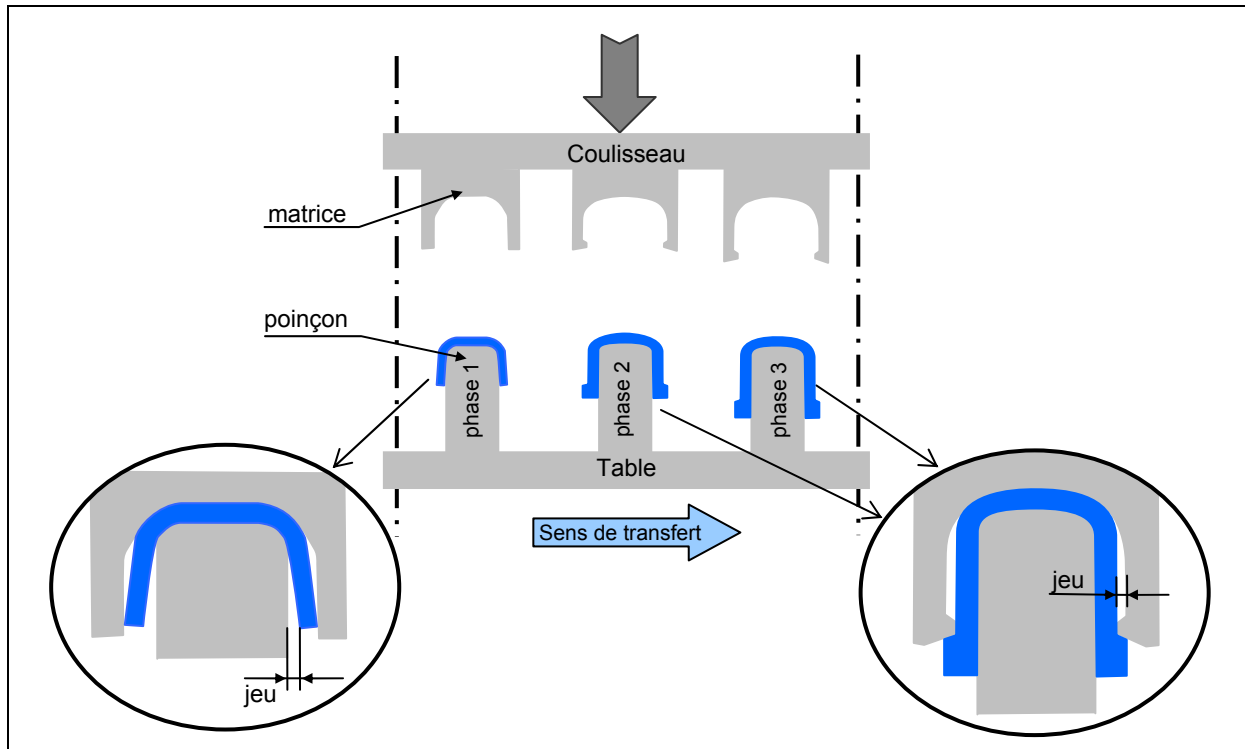 Coulisseau
matrice
poinçon
phase 1
phase 2
phase 3
Table
Sens de transfert
jeu
jeu